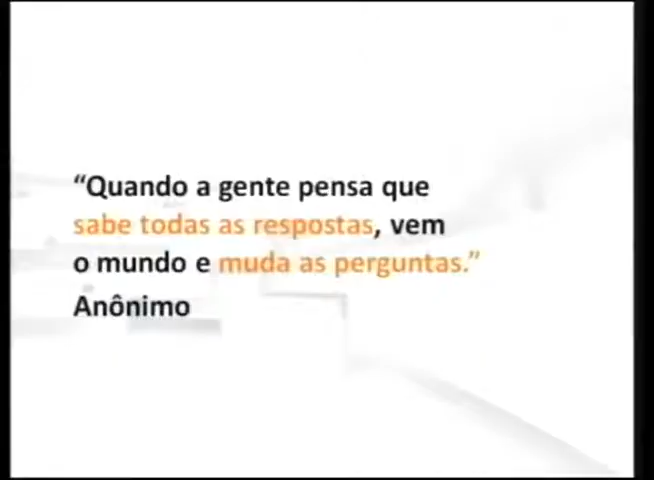 “Quando a gente pensa que
sabe todas as respostas, vem
o mundo e muda as perguntas.”
Anônimo